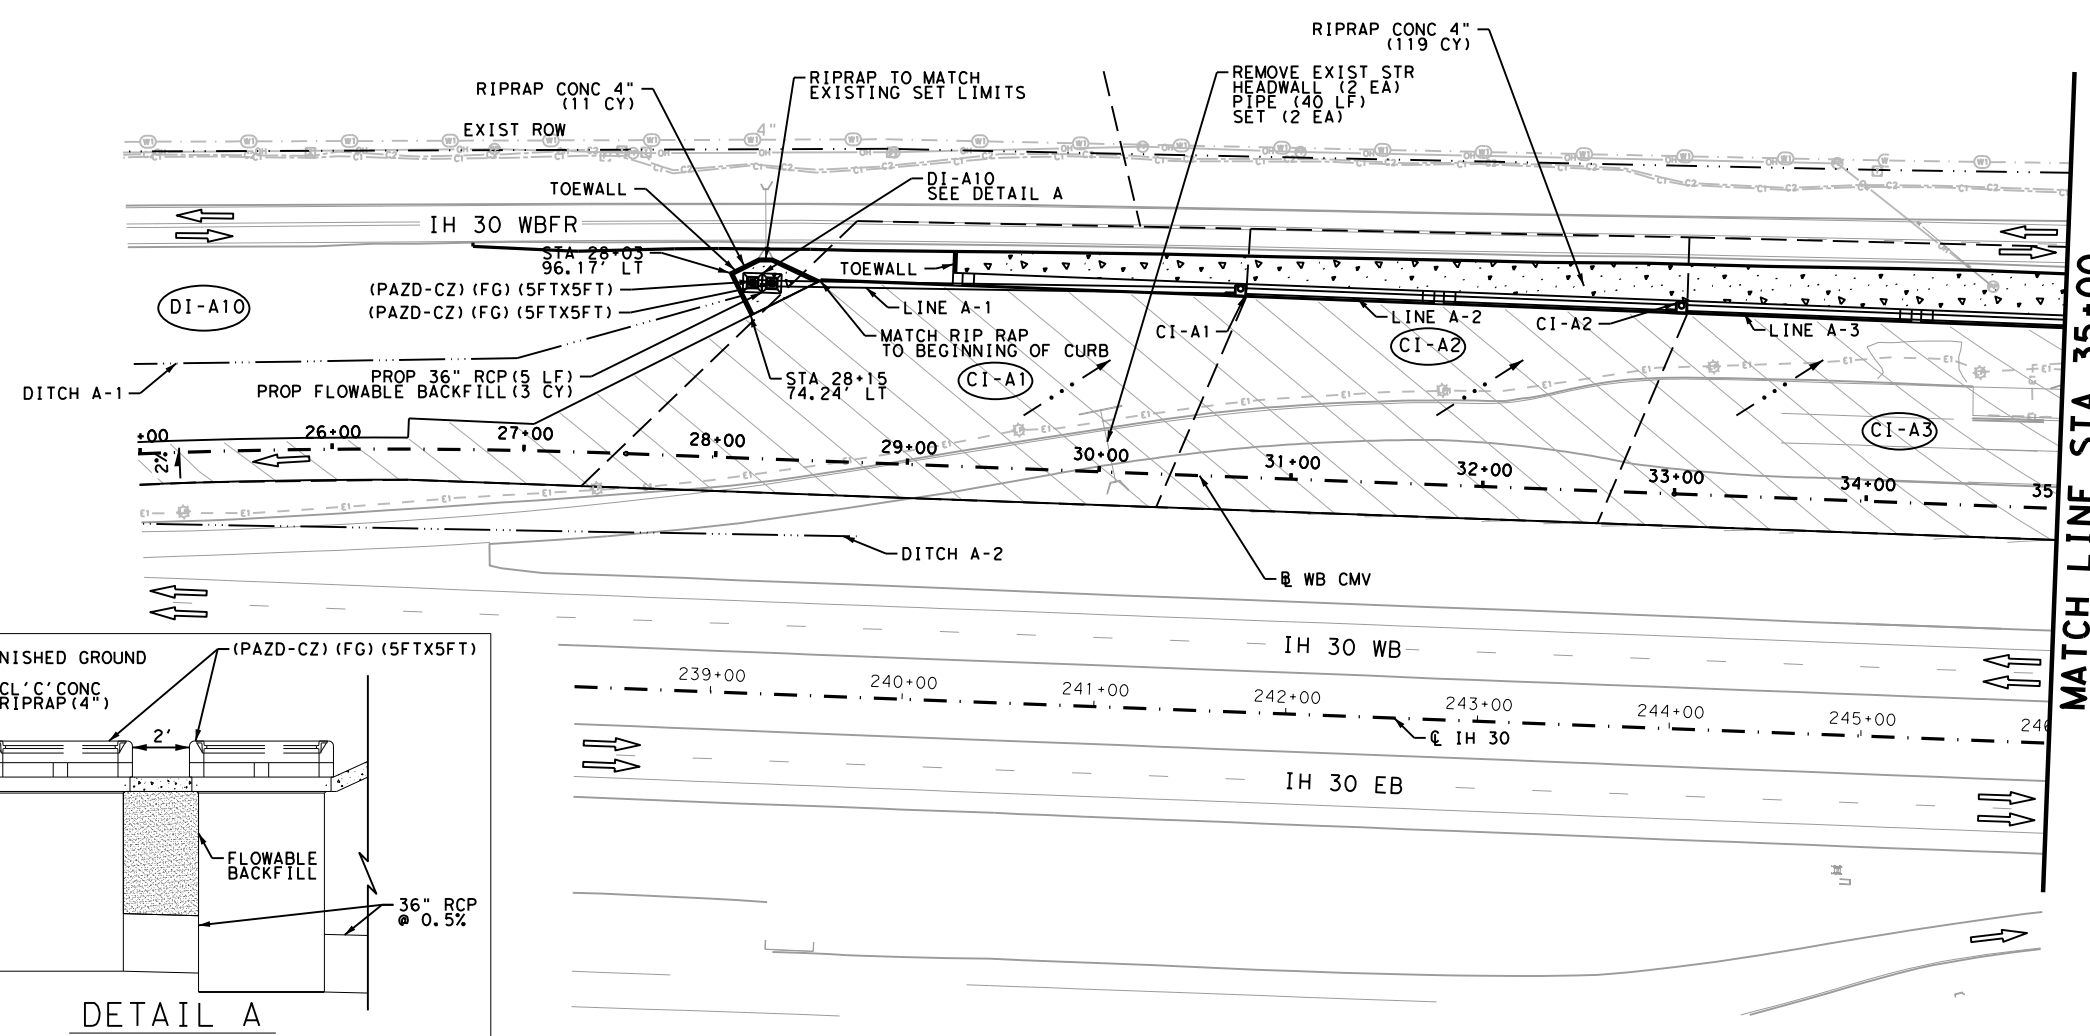 RIPRAP CONC 4"
(119 CY)
REMOVE EXIST STR
HEADWALL (2 EA)
PIPE (40 LF)
SET (2 EA)
RIPRAP TO MATCH
EXISTING SET LIMITS
RIPRAP CONC 4"
(11 CY)
EXIST ROW
4"
TOEWALL
DI-A10
SEE DETAIL A
IH 30 WBFR
STA 28+03
96.17' LT
TOEWALL
(PAZD-CZ)(FG)(5FTX5FT)
(PAZD-CZ)(FG)(5FTX5FT)
DI-A10
LINE A-1
LINE A-2
CI-A2
LINE A-3
CI-A1
MATCH RIP RAP
TO BEGINNING OF CURB
CI-A2
CI-A1
DITCH A-1
PROP 36" RCP(5 LF)
PROP FLOWABLE BACKFILL(3 CY)
STA 28+15
74.24' LT
CI-A3
+00
26+00
27+00
28+00
29+00
30+00
31+00
32+00
33+00
34+00
35
2%
DITCH A-2
℄ WB CMV
MATCH LINE STA 35+00
IH 30 WB
239+00
240+00
241+00
242+00
243+00
244+00
245+00
246
℄ IH 30
IH 30 EB
NISHED GROUND
(PAZD-CZ)(FG)(5FTX5FT)
CL'C'CONC
RIPRAP(4")
2'
FLOWABLE
BACKFILL
36" RCP
@ 0.5%
DETAIL A